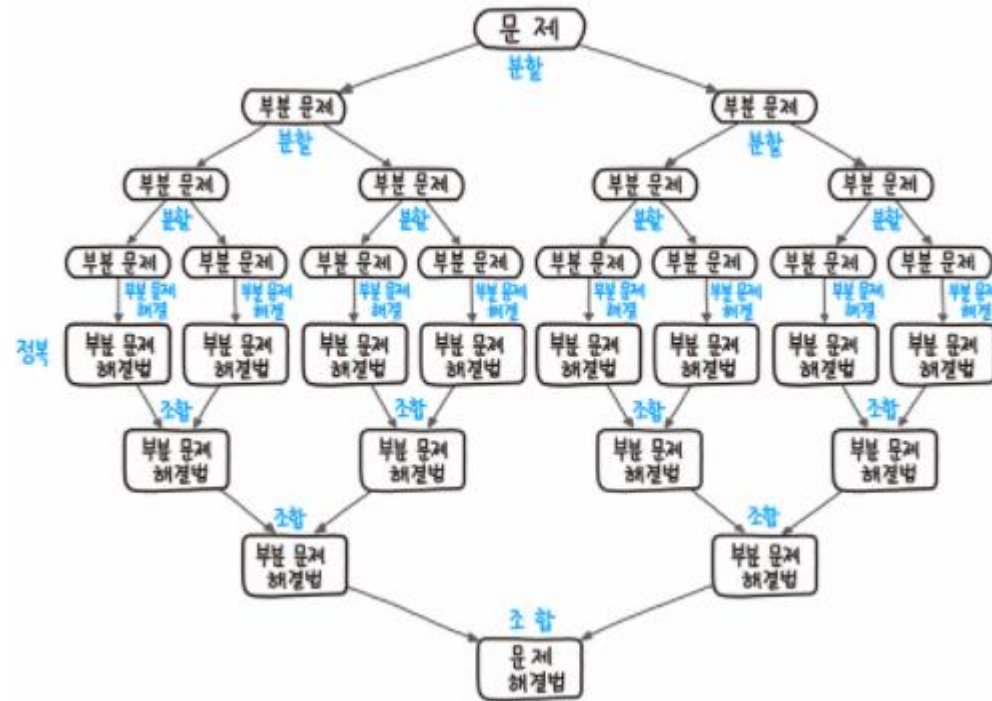 문 제
분할
부분 문제 부분 문제
분할 분할
부분 문제 부분 문제 부분 문제 부분 문제
분할 분할 분할 분할
부분 문제 부분 문제 부분 문제 부분 문제 부분 문제 부분 문제 부분 문제 부분 문제
부분 문제 부분 문제 부분 문제 부분 문제 부분 문제 부분 문제 부분 문제 부분 문제
해결 해결 해결 해결 해결 해결 해결 해결
정복
부분 문제 부분 문제 부분 문제 부분 문제 부분 문제 부분 문제 부분 문제 부분 문제
해결법 해결법 해결법 해결법 해결법 해결법 해결법 해결법
조합 조합 조합 조합
부분 문제 부분 문제 부분 문제 부분 문제
해결법 해결법 해결법 해결법
조합 조합
부분 문제 부분 문제
해결법 해결법
조 합
문 제
해결법